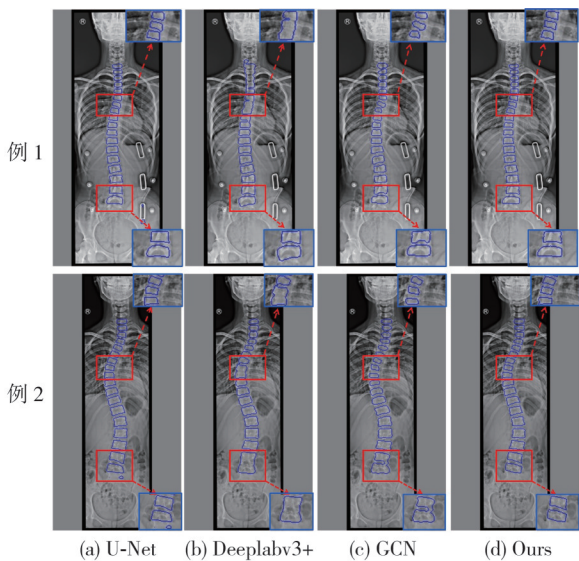 例 1
例 2
(a) U-Net (b) Deeplabv3+ (c) GCN (d) Ours